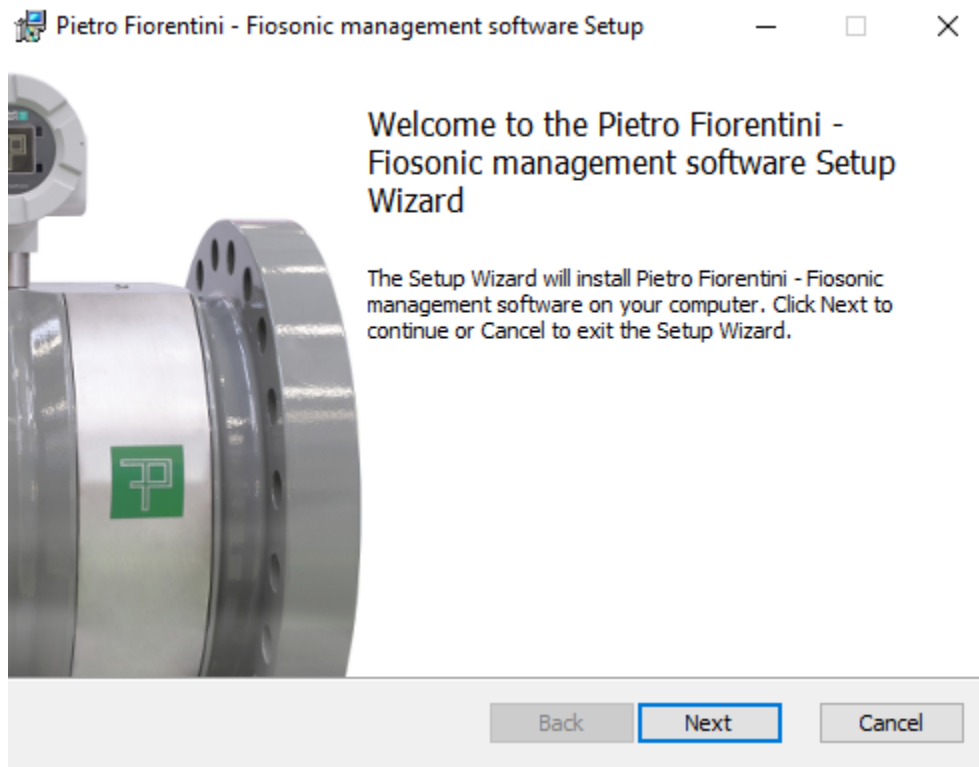 Pietro Fiorentini - Fiosonic management software Setup
Welcome to the Pietro Fiorentini -
Fiosonic management software Setup
Wizard
The Setup Wizard will install Pietro Fiorentini - Fiosonic
management software on your computer. Click Next to
continue or Cancel to exit the Setup Wizard.
Back
Next
Cancel